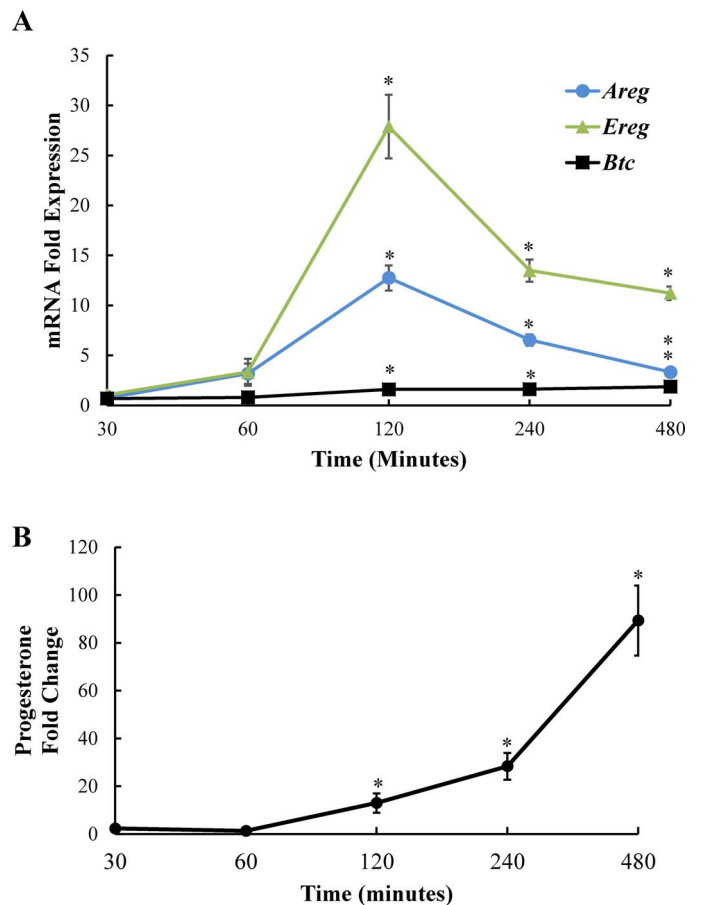 A
35
30
25
20
15
10
5
0
mRNA Fold Expression
* * * * * * * * *
Areg
Ereg
Btc
30 60 120 240 480
Time (Minutes)
B
120
100
80
60
40
20
0
Progesterone
Fold Change
* * *
30 60 120 240 480
Time (minutes)